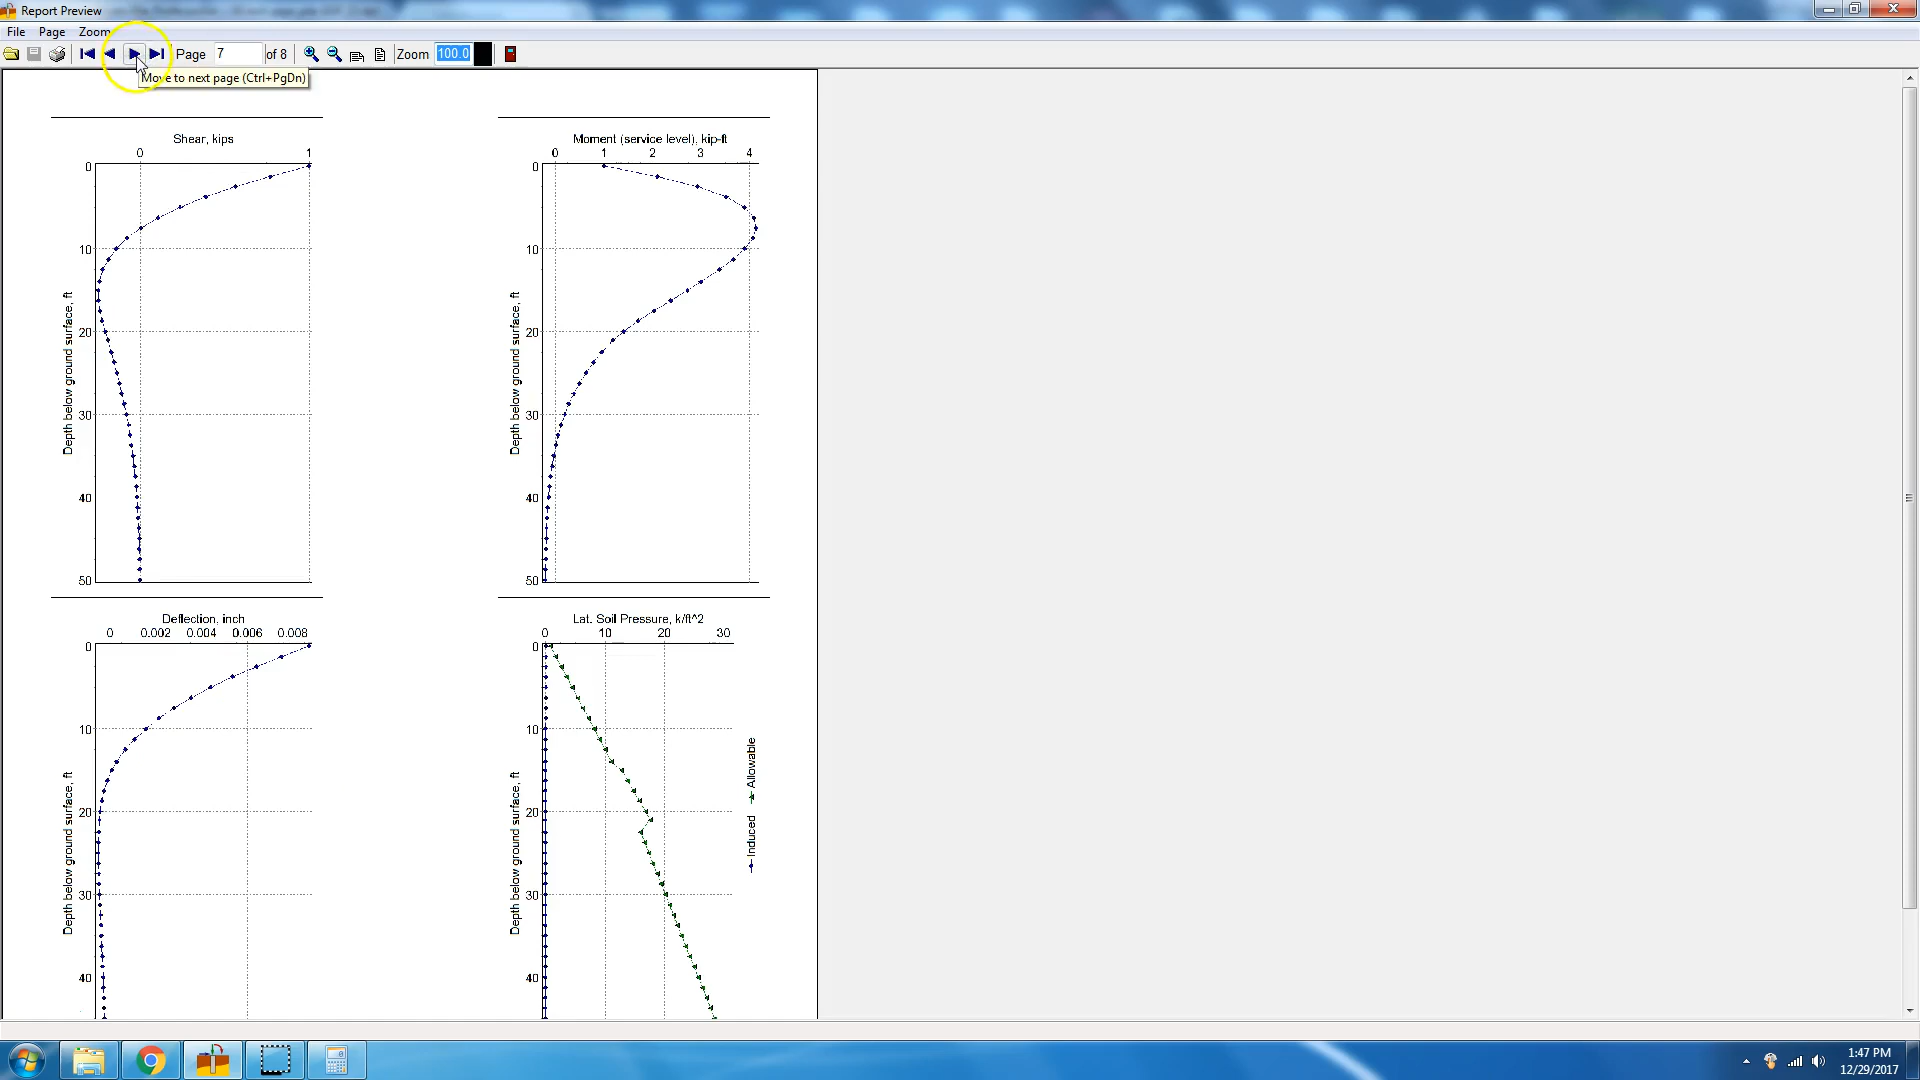 Report Preview
File Page Zoom
Page 7 of 8 Zoom 100.0
Move to next page (Ctrl+PgDn)
Shear, kips
0 1
0
10
20
30
40
50
Depth below ground surface, ft
Moment (service level), kip-ft
0 1 2 3 4
0
10
20
30
40
50
Depth below ground surface, ft
Deflection, inch
0 0.002 0.004 0.006 0.008
0
10
20
30
40
Depth below ground surface, ft
Lat. Soil Pressure, k/ft^2
0 10 20 30
0
10
20
30
40
Depth below ground surface, ft
Induced Allowable
1:47 PM
12/29/2017